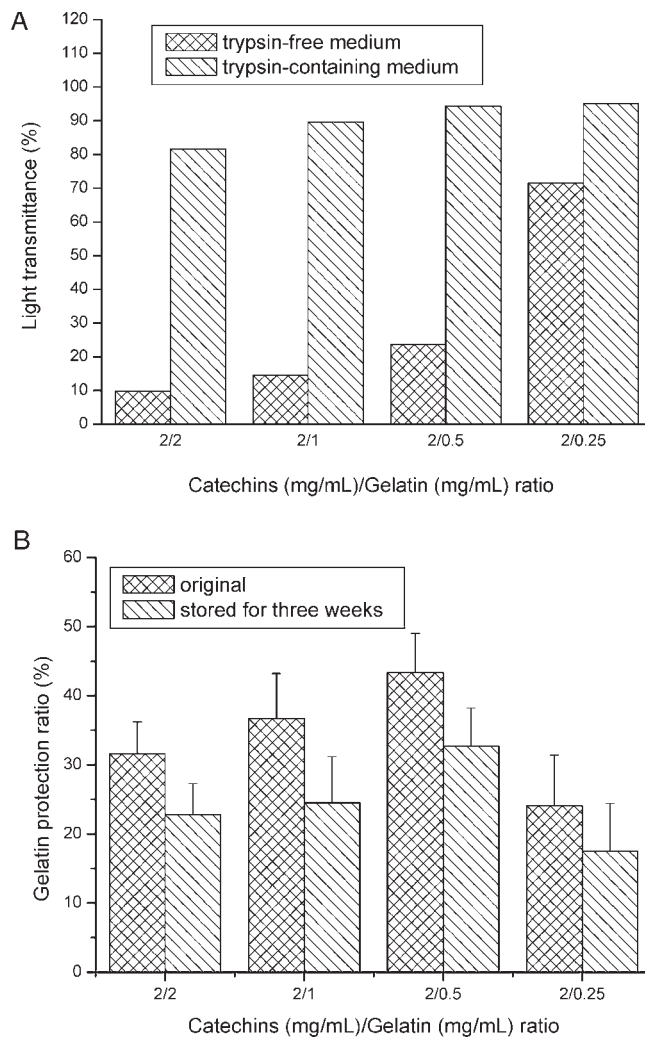 A
120
110
100
90
80
70
60
50
40
30
20
10
0
Light transmittance (%)
trypsin-free medium
trypsin-containing medium
2/2 2/1 2/0.5 2/0.25
Catechins (mg/mL)/Gelatin (mg/mL) ratio
B
60
50
40
30
20
10
0
Gelatin protection ratio (%)
original
stored for three weeks
2/2 2/1 2/0.5 2/0.25
Catechins (mg/mL)/Gelatin (mg/mL) ratio